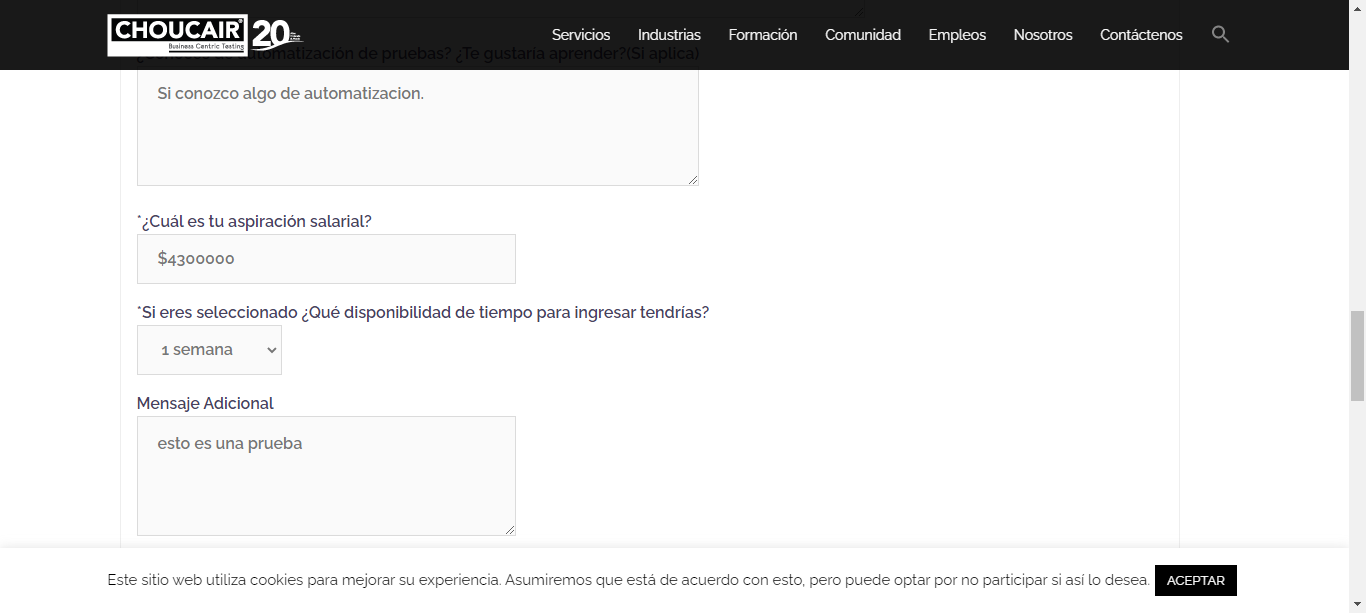 CHOUCAIR
Business Centric Testing
20
Servicios Industrias Formación Comunidad Empleos Nosotros Contáctenos
automatización de pruebas? ¿Te gustaría aprender?(Si aplica)
Si conozco algo de automatizacion.
*¿Cuál es tu aspiración salarial?
$4300000
*Si eres seleccionado ¿Qué disponibilidad de tiempo para ingresar tendrías?
1 semana
Mensaje Adicional
esto es una prueba
Este sitio web utiliza cookies para mejorar su experiencia. Asumiremos que está de acuerdo con esto, pero puede optar por no participar si así lo desea. ACEPTAR